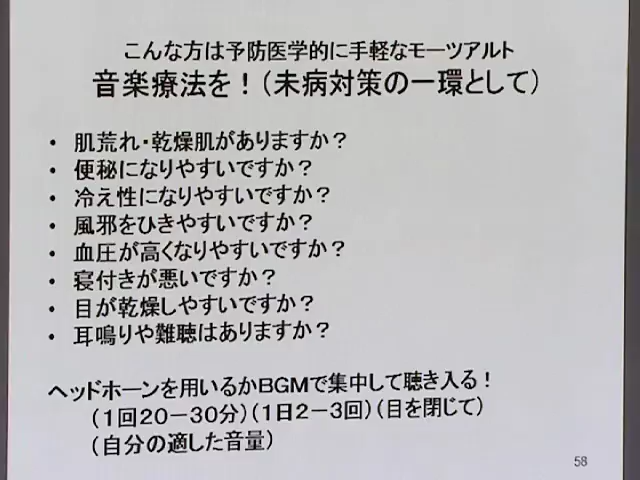 こんな方は予防医学的に手軽なモーツアルト
音楽療法を！(未病対策の一環として)
・ 肌荒れ・乾燥肌がありますか？
・ 便秘になりやすいですか？
・ 冷え性になりやすいですか？
・ 風邪をひきやすいですか？
・ 血圧が高くなりやすいですか？
・ 寝付きが悪いですか？
・ 目が乾燥しやすいですか？
・ 耳鳴りや難聴はありますか？
ヘッドホーンを用いるかBGMで集中して聴き入る！
(1回20－30分)(1日2－3回)(目を閉じて)
(自分の適した音量)
58